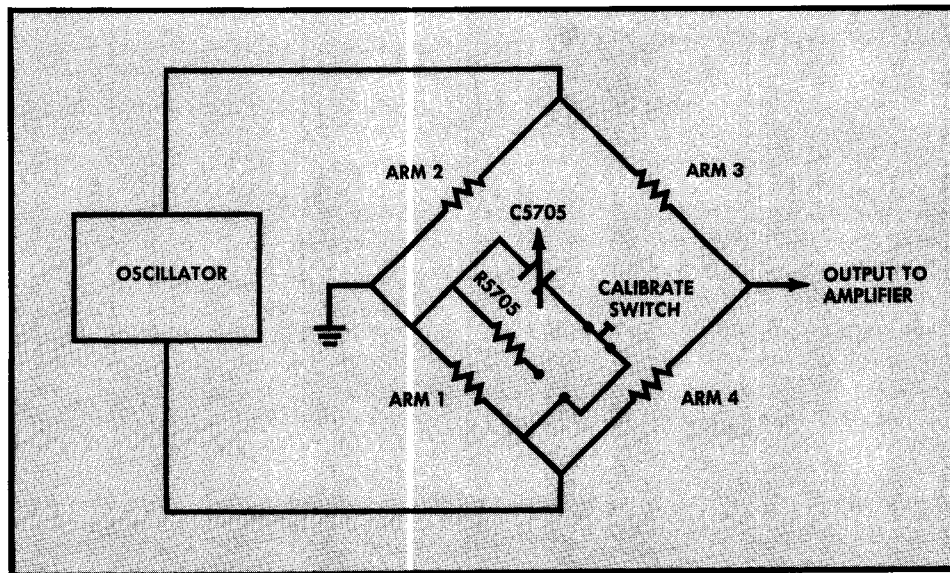 ARM 2
ARM 3
C5705
OSCILLATOR
R5705
CALIBRATE
SWITCH
OUTPUT TO
AMPLIFIER
ARM 1
ARM 4